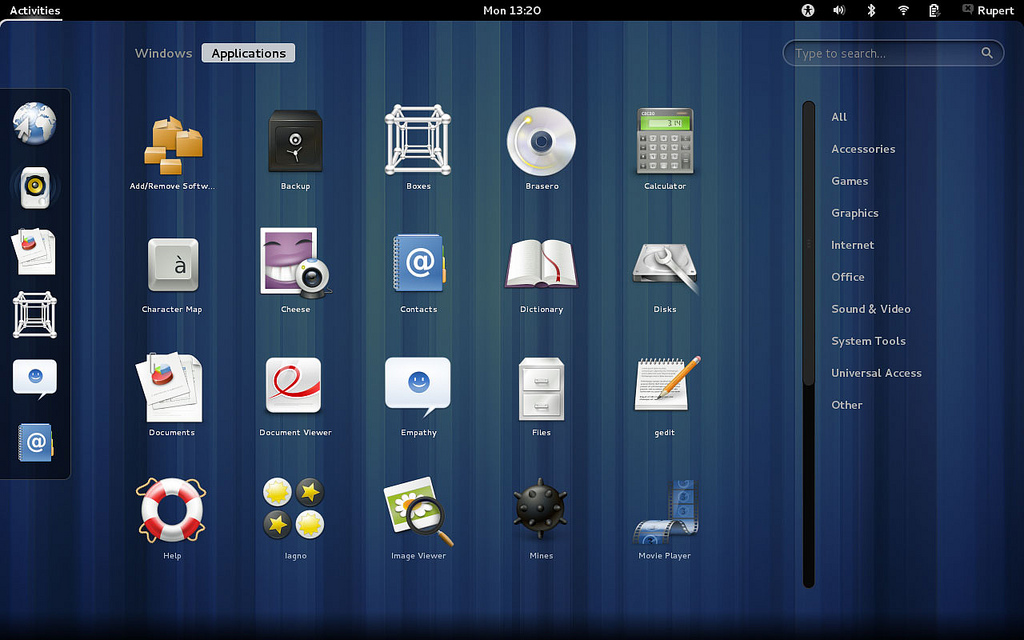 Activities
Mon 13:20
Rupert
Windows
Applications
Type to search...
Add/Remove Softw...
Backup
Boxes
Brasero
Calculator
Character Map
Cheese
Contacts
Dictionary
Disks
Documents
Document Viewer
Empathy
Files
gedit
Help
Iagno
Image Viewer
Mines
Movie Player
All
Accessories
Games
Graphics
Internet
Office
Sound & Video
System Tools
Universal Access
Other
à
@
@
3.14